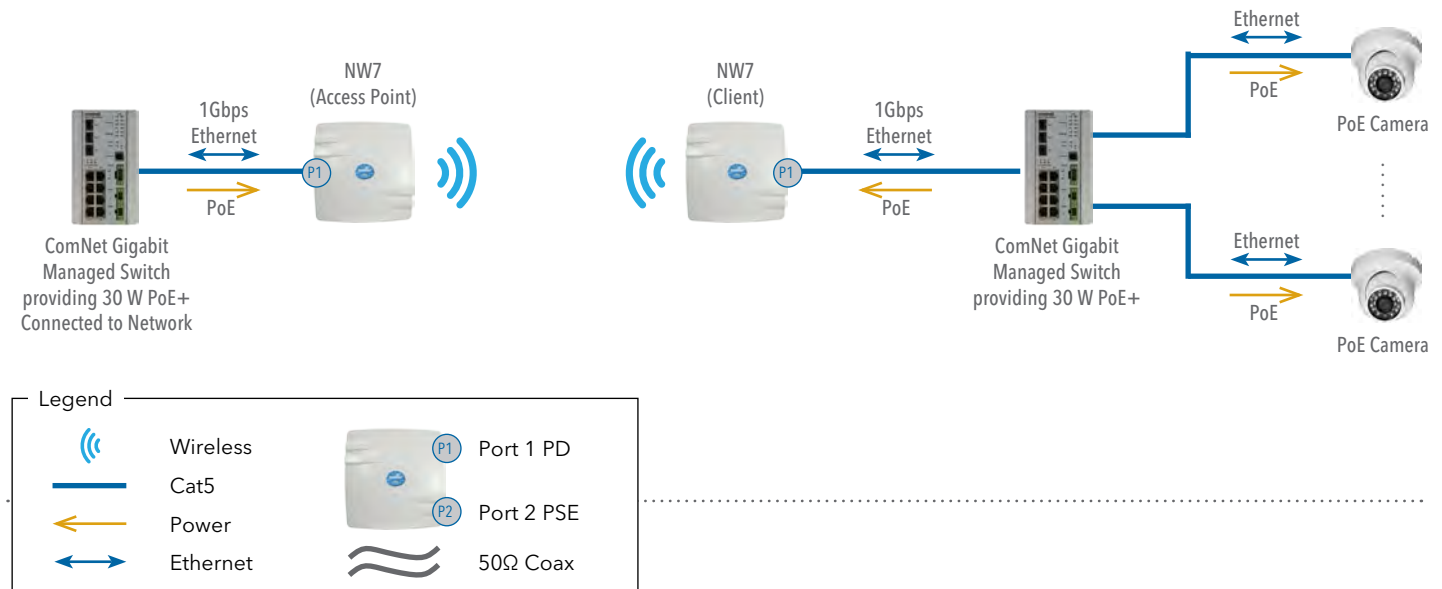 Ethernet
PoE
PoE Camera
NW7
(Access Point)
NW7
(Client)
1Gbps
Ethernet
P1
PoE
1Gbps
Ethernet
P1
PoE
ComNet Gigabit
Managed Switch
providing 30 W PoE+
Connected to Network
ComNet Gigabit
Managed Switch
providing 30 W PoE+
Ethernet
PoE
PoE Camera
Legend
Wireless
Cat5
Power
Ethernet
P1 Port 1 PD
P2 Port 2 PSE
50Ω Coax